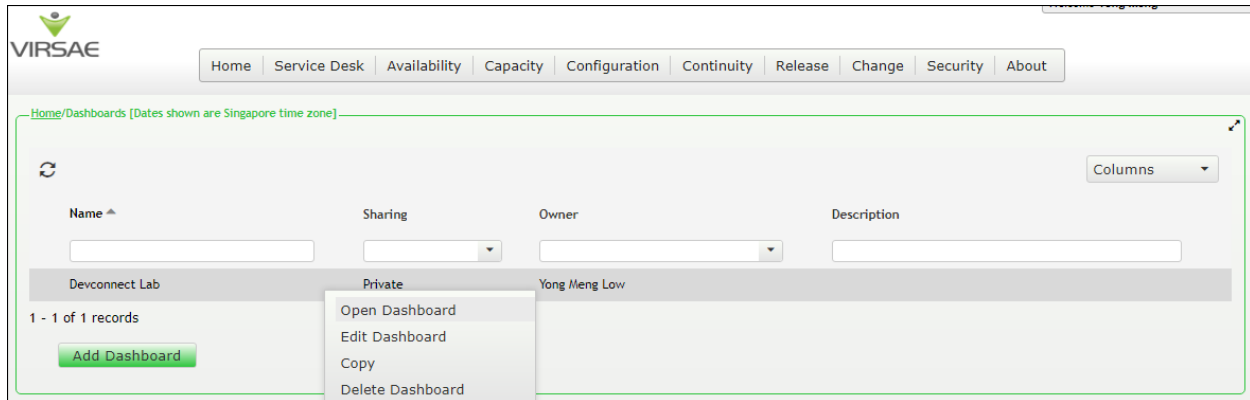 VIRSAE
Home Service Desk Availability Capacity Configuration Continuity Release Change Security About
Home/Dashboards [Dates shown are Singapore time zone]
Columns
Name Sharing Owner Description
Devconnect Lab Private Yong Meng Low
Open Dashboard
1 - 1 of 1 records
Edit Dashboard
Add Dashboard
Copy
Delete Dashboard